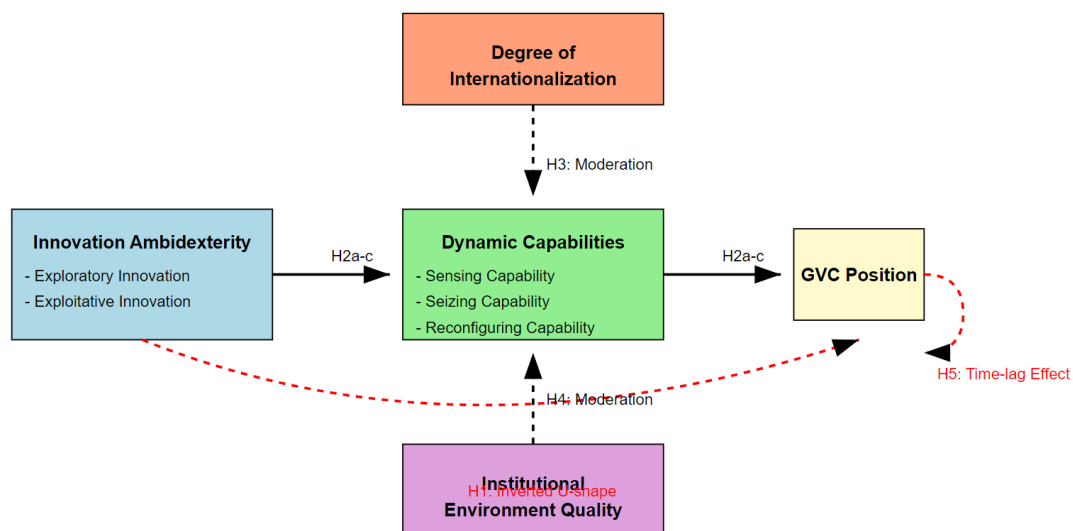 Degree of
Internationalization
H3: Moderation
Innovation Ambidexterity
- Exploratory Innovation
- Exploitative Innovation
H2a-c
Dynamic Capabilities
- Sensing Capability
- Seizing Capability
- Reconfiguring Capability
H2a-c
GVC Position
H5: Time-lag Effect
H4: Moderation
Institutional
H1: Inverted U-shape
Environment Quality